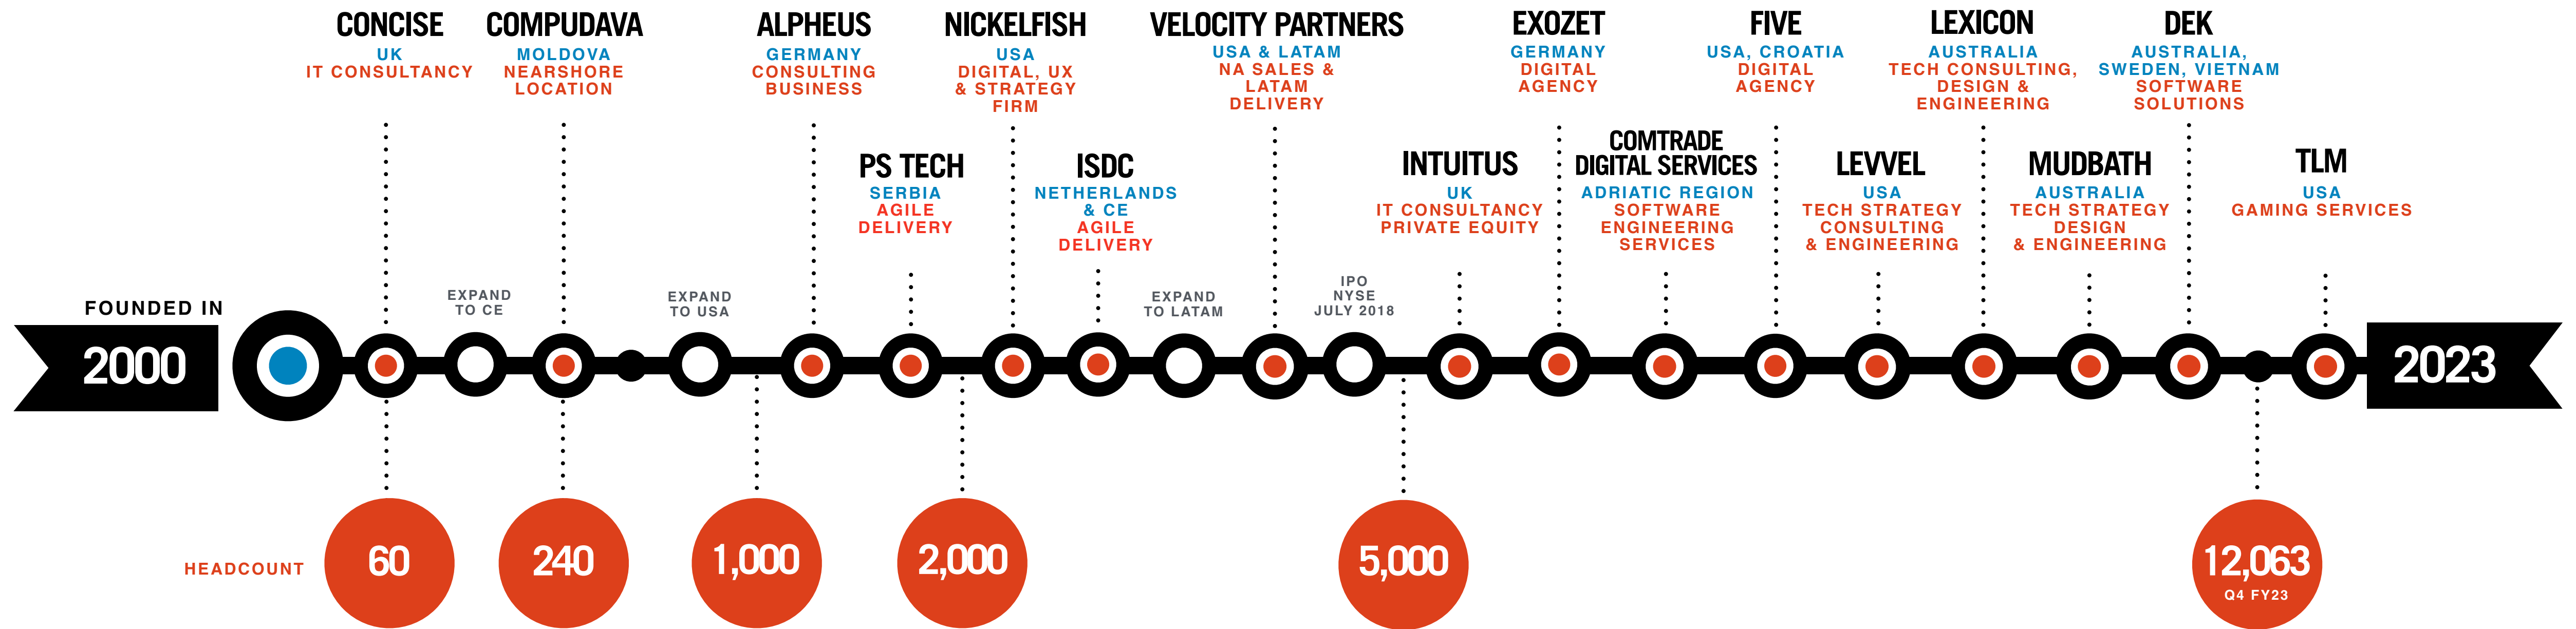 CONCISE
UK
IT CONSULTANCY
COMPUDAVA
MOLDOVA
NEARSHORE
LOCATION
ALPHEUS
GERMANY
CONSULTING
BUSINESS
NICKELFISH
USA
DIGITAL, UX
& STRATEGY
FIRM
VELOCITY PARTNERS
USA & LATAM
NA SALES &
LATAM
DELIVERY
EXOZET
GERMANY
DIGITAL
AGENCY
FIVE
USA, CROATIA
DIGITAL
AGENCY
LEXICON
AUSTRALIA
TECH CONSULTING,
DESIGN &
ENGINEERING
DEK
AUSTRALIA,
SWEDEN, VIETNAM
SOFTWARE
SOLUTIONS
PS TECH
SERBIA
AGILE
DELIVERY
ISDC
NETHERLANDS
& CE
AGILE
DELIVERY
INTUITUS
UK
IT CONSULTANCY
PRIVATE EQUITY
COMTRADE
DIGITAL SERVICES
ADRIATIC REGION
SOFTWARE
ENGINEERING
SERVICES
LEVVEL
USA
TECH STRATEGY
CONSULTING
& ENGINEERING
MUDBATH
AUSTRALIA
TECH STRATEGY
DESIGN
& ENGINEERING
TLM
USA
GAMING SERVICES
FOUNDED IN
2000
EXPAND
TO CE
EXPAND
TO USA
EXPAND
TO LATAM
IPO
NYSE
JULY 2018
2023
HEADCOUNT
60
240
1,000
2,000
5,000
12,063
Q4 FY23